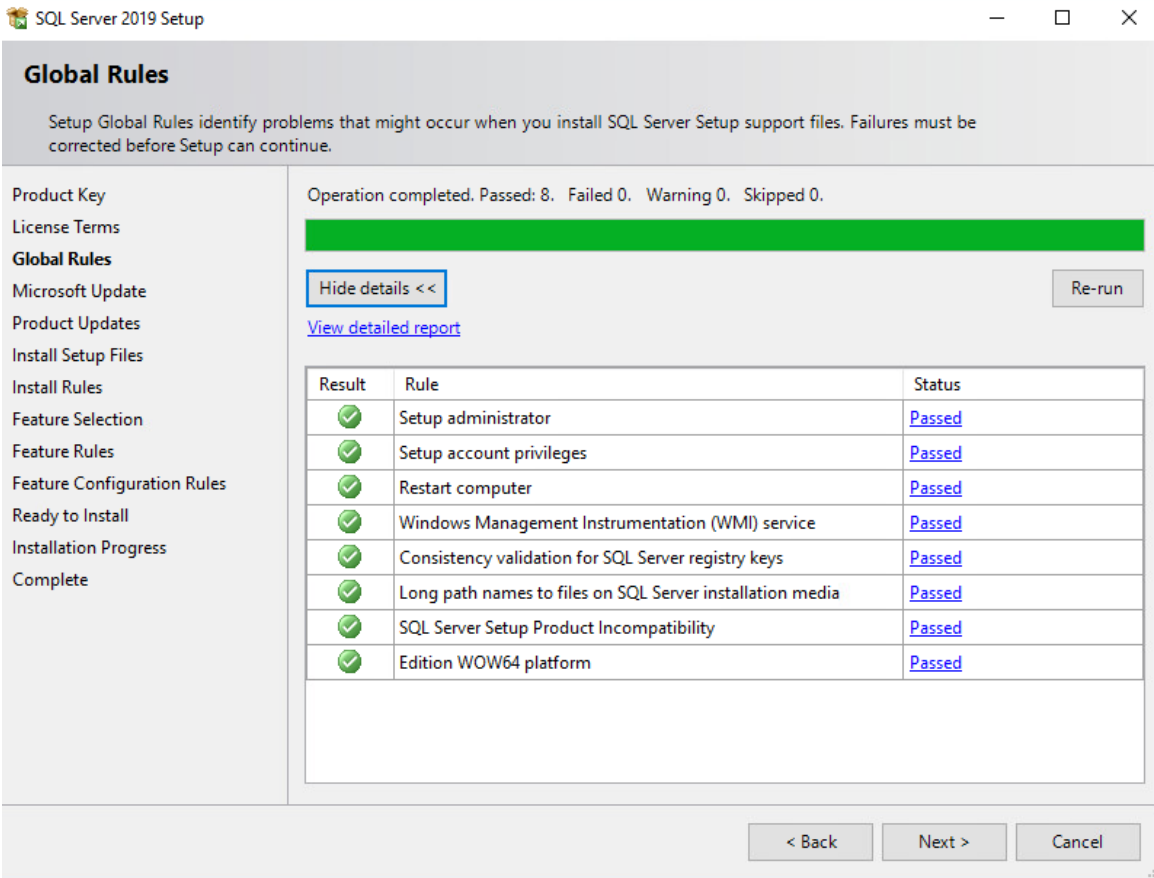 SQL Server 2019 Setup
Global Rules
Setup Global Rules identify problems that might occur when you install SQL Server Setup support files. Failures must be
corrected before Setup can continue.
Product Key
License Terms
Global Rules
Microsoft Update
Product Updates
Install Setup Files
Install Rules
Feature Selection
Feature Rules
Feature Configuration Rules
Ready to Install
Installation Progress
Complete
Operation completed. Passed: 8. Failed 0. Warning 0. Skipped 0.
Hide details <<
Re-run
View detailed report
Result Rule Status
Setup administrator Passed
Setup account privileges Passed
Restart computer Passed
Windows Management Instrumentation (WMI) service Passed
Consistency validation for SQL Server registry keys Passed
Long path names to files on SQL Server installation media Passed
SQL Server Setup Product Incompatibility Passed
Edition WOW64 platform Passed
< Back Next > Cancel